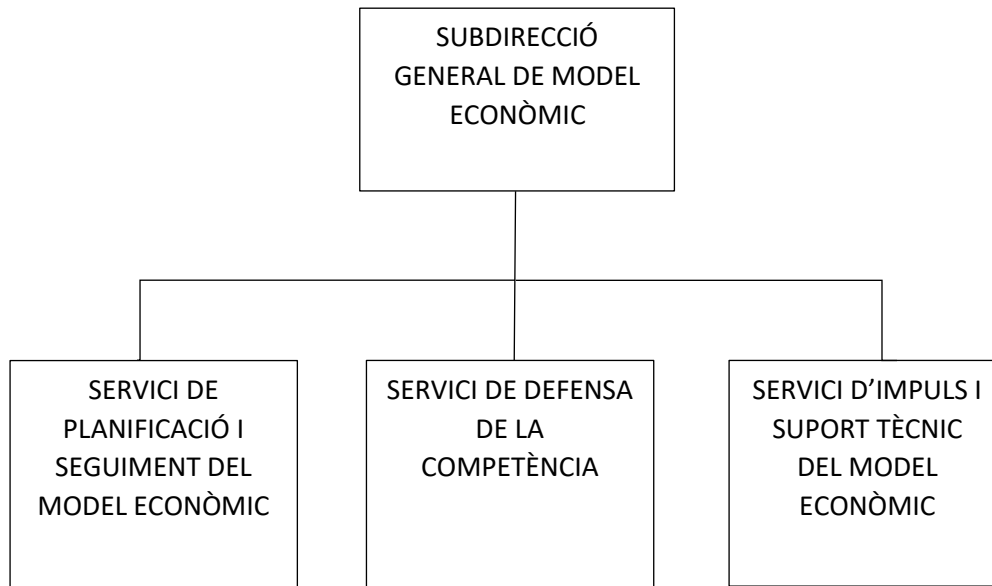 SUBDIRECCIÓ
GENERAL DE MODEL
ECONÒMIC
SERVICI DE
PLANIFICACIÓ I
SEGUIMENT DEL
MODEL ECONÒMIC
SERVICI DE DEFENSA
DE LA
COMPETÈNCIA
SERVICI D’IMPULS I
SUPORT TÈCNIC
DEL MODEL
ECONÒMIC